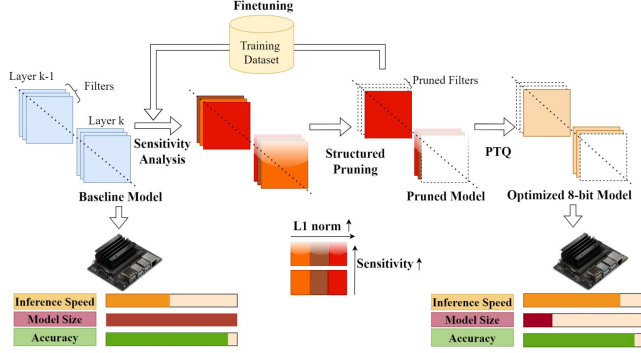 Finetuning
Training
Dataset
Layer k-1
Filters
Layer k
Sensitivity
Analysis
Baseline Model
Structured
Pruning
Pruned Filters
Pruned Model
PTQ
Optimized 8-bit Model
L1 norm ↑
Sensitivity ↑
Inference Speed
Model Size
Accuracy
Inference Speed
Model Size
Accuracy